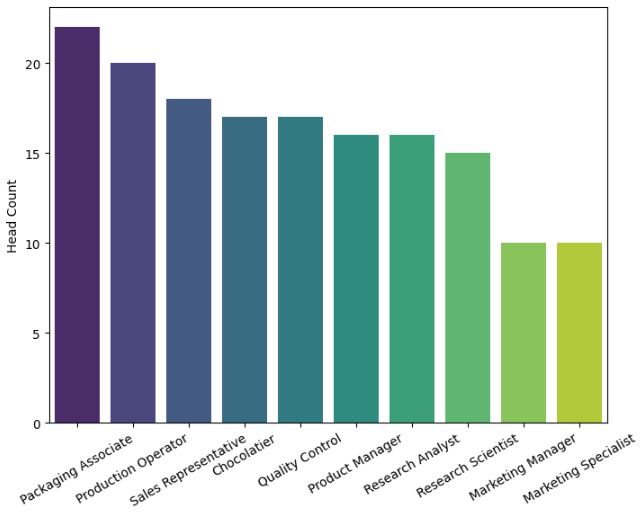 Head Count
20
15
10
5
0
Packaging Associate
Production Operator
Sales Representative
Chocolatier
Quality Control
Product Manager
Research Analyst
Research Scientist
Marketing Manager
Marketing Specialist